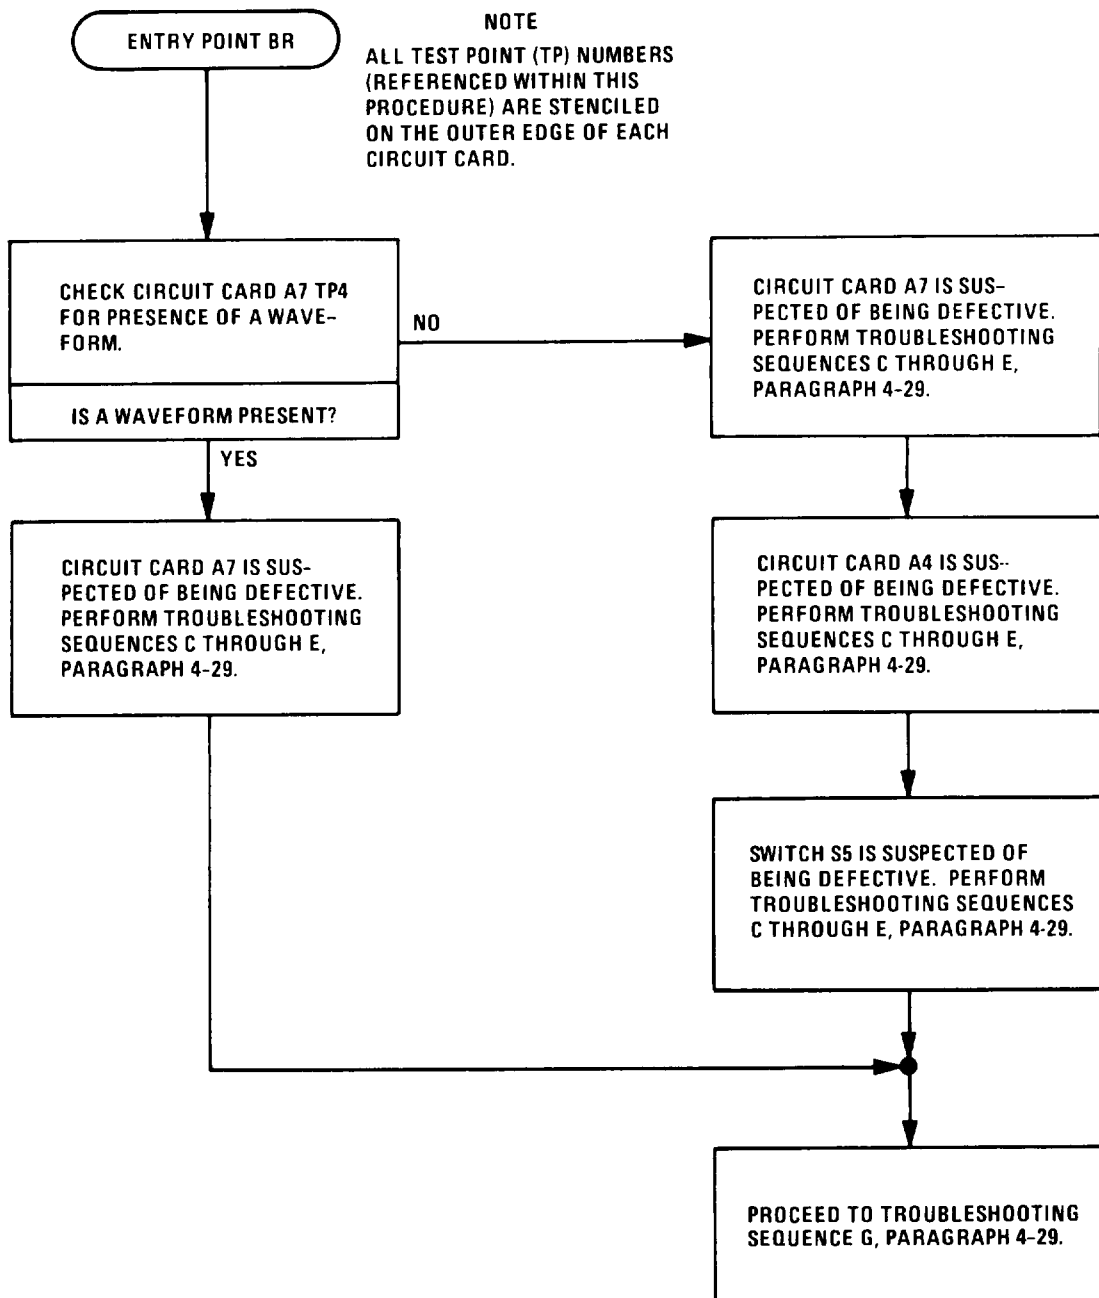 ENTRY POINT BR
NOTE
ALL TEST POINT (TP) NUMBERS
(REFERENCED WITHIN THIS
PROCEDURE) ARE STENCILED
ON THE OUTER EDGE OF EACH
CIRCUIT CARD.
CHECK CIRCUIT CARD A7 TP4
FOR PRESENCE OF A WAVE-
FORM.
IS A WAVEFORM PRESENT?
NO
YES
CIRCUIT CARD A7 IS SUS-
PECTED OF BEING DEFECTIVE.
PERFORM TROUBLESHOOTING
SEQUENCES C THROUGH E,
PARAGRAPH 4-29.
CIRCUIT CARD A7 IS SUS-
PECTED OF BEING DEFECTIVE.
PERFORM TROUBLESHOOTING
SEQUENCES C THROUGH E,
PARAGRAPH 4-29.
CIRCUIT CARD A4 IS SUS-
PECTED OF BEING DEFECTIVE.
PERFORM TROUBLESHOOTING
SEQUENCES C THROUGH E,
PARAGRAPH 4-29.
SWITCH S5 IS SUSPECTED OF
BEING DEFECTIVE. PERFORM
TROUBLESHOOTING SEQUENCES
C THROUGH E, PARAGRAPH 4-29.
PROCEED TO TROUBLESHOOTING
SEQUENCE G, PARAGRAPH 4-29.